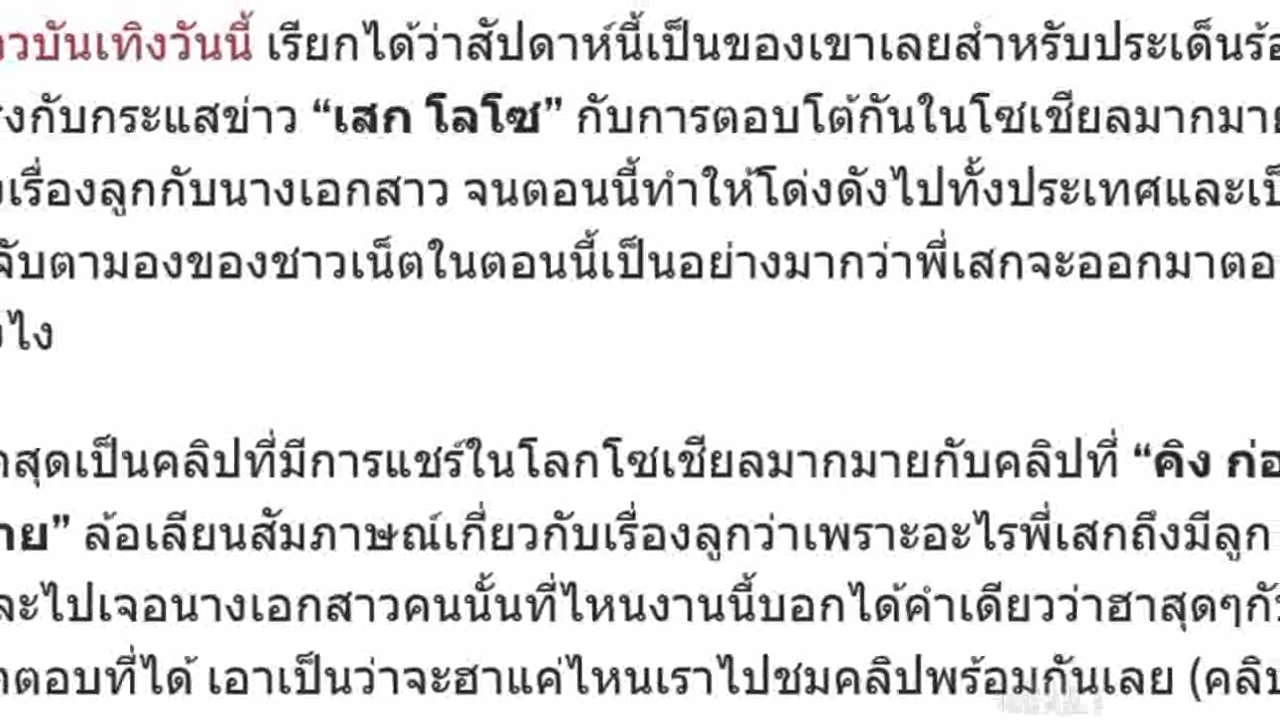 วบันเทิงวันนี้ เรียกได้ว่าสัปดาห์นี้เป็นของเขาเลยสำหรับประเด็นร้อ
งกับกระแสข่าว “เสก โลโซ” กับการตอบโต้กันในโซเชียลมากมาย
เรื่องลูกกับนางเอกสาว จนตอนนี้ทำให้โด่งดังไปทั้งประเทศและเป็
จับตามองของชาวเน็ตในตอนนี้เป็นอย่างมากว่าพี่เสกจะออกมาตอ
ไง
าสุดเป็นคลิปที่มีการแชร์ในโลกโซเชียลมากมายกับคลิปที่ “คิง ก่อ
าย” ล้อเลียนสัมภาษณ์เกี่ยวกับเรื่องลูกว่าเพราะอะไรพี่เสกถึงมีลูก
ละไปเจอนางเอกสาวคนนั้นที่ไหนงานนี้บอกได้คำเดียวว่าฮาสุดๆกับ
าตอบที่ได้ เอาเป็นว่าจะฮาแค่ไหนเราไปชมคลิปพร้อมกันเลย (คลิป